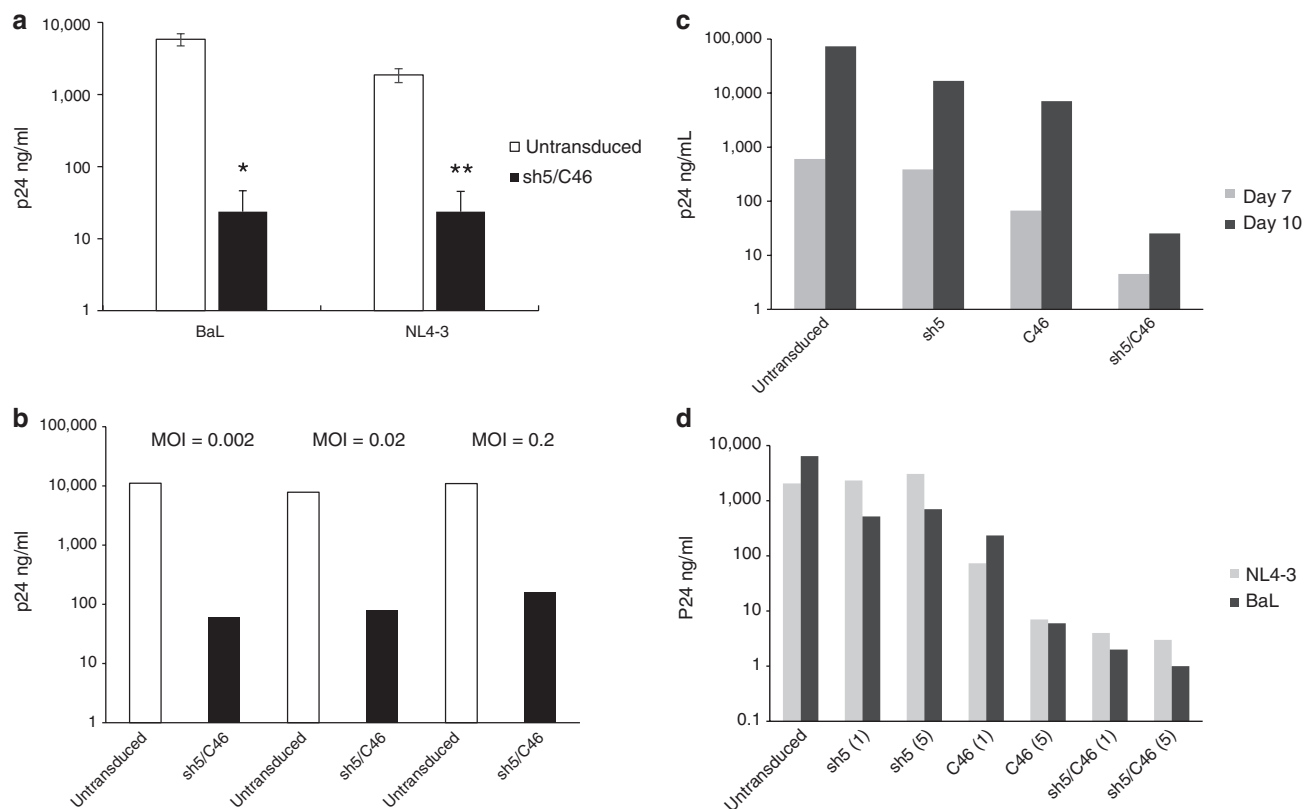 a
10,000
1,000
100
10
1
p24 ng/ml
*
**
BaL
NL4-3
Untransduced
sh5/C46
c
100,000
10,000
1,000
100
10
1
p24 ng/mL
Untransduced
sh5
C46
sh5/C46
Day 7
Day 10
b
100,000
10,000
1,000
100
10
1
p24 ng/ml
MOI = 0.002
MOI = 0.02
MOI = 0.2
Untransduced
sh5/C46
Untransduced
sh5/C46
Untransduced
sh5/C46
d
10,000
1,000
100
10
1
0.1
P24 ng/ml
Untransduced
sh5 (1)
sh5 (5)
C46 (1)
C46 (5)
sh5/C46 (1)
sh5/C46 (5)
NL4-3
BaL